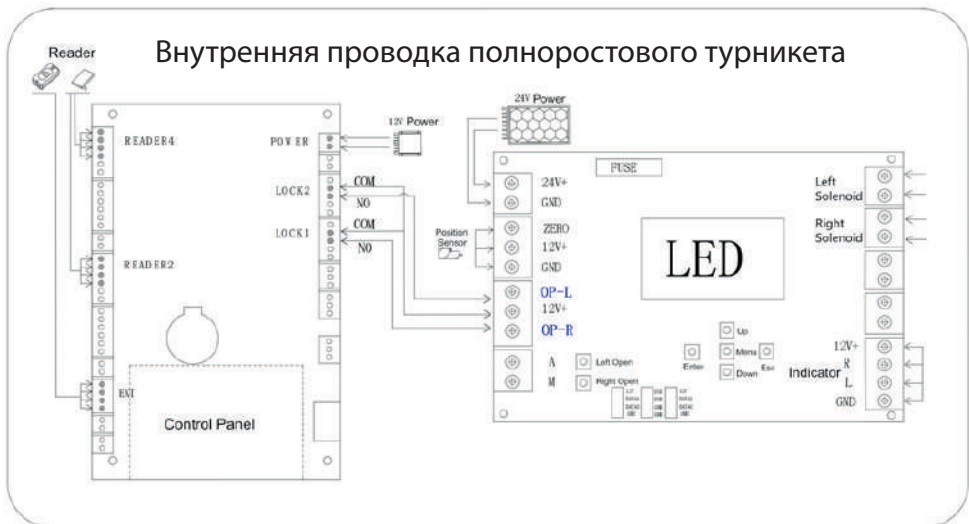 Внутренняя проводка полноростового турникета
Reader
READER4
READER2
EXT
Control Panel
POWER
LOCK2
LOCK1
COM
NO
COM
NO
12V Power
24V Power
FUSE
24V+
GND
Position
Sensor
ZERO
12V+
GND
OP-L
12V+
OP-R
A
M
Left Open
Right Open
LED
Up
Enter
Menu
Esc
Down
Left
Solenoid
Right
Solenoid
Indicator
12V+
R
L
GND